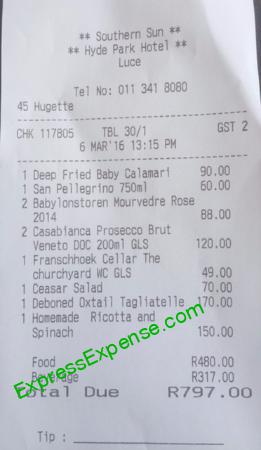 ** Southern Sun **
** Hyde Park Hotel **
Luce
Tel No: 011 341 8080
45 Hugette
CHK 117805 TBL 30/1 GST 2
6 MAR'16 13:15 PM
1 Deep Fried Baby Calamari 90.00
1 San Pellegrino 750ml 60.00
2 Babylonstoren Mourvedre Rose
2014 88.00
2 Casabianca Prosecco Brut
Veneto DOC 200ml GLS 120.00
1 Franschhoek Cellar The
churchyard WC GLS 49.00
1 Ceasar Salad 70.00
1 Deboned Oxtail Tagliatelle 170.00
1 Homemade Ricotta and
Spinach 150.00
Food R480.00
Beverage R317.00
Total Due R797.00
Tip :
ExpressExpense.com